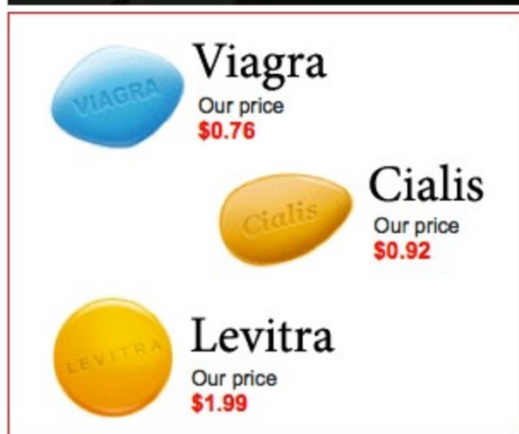 VIAGRA
Viagra
Our price
$0.76
Cialis
Cialis
Our price
$0.92
LEVITRA
Levitra
Our price
$1.99